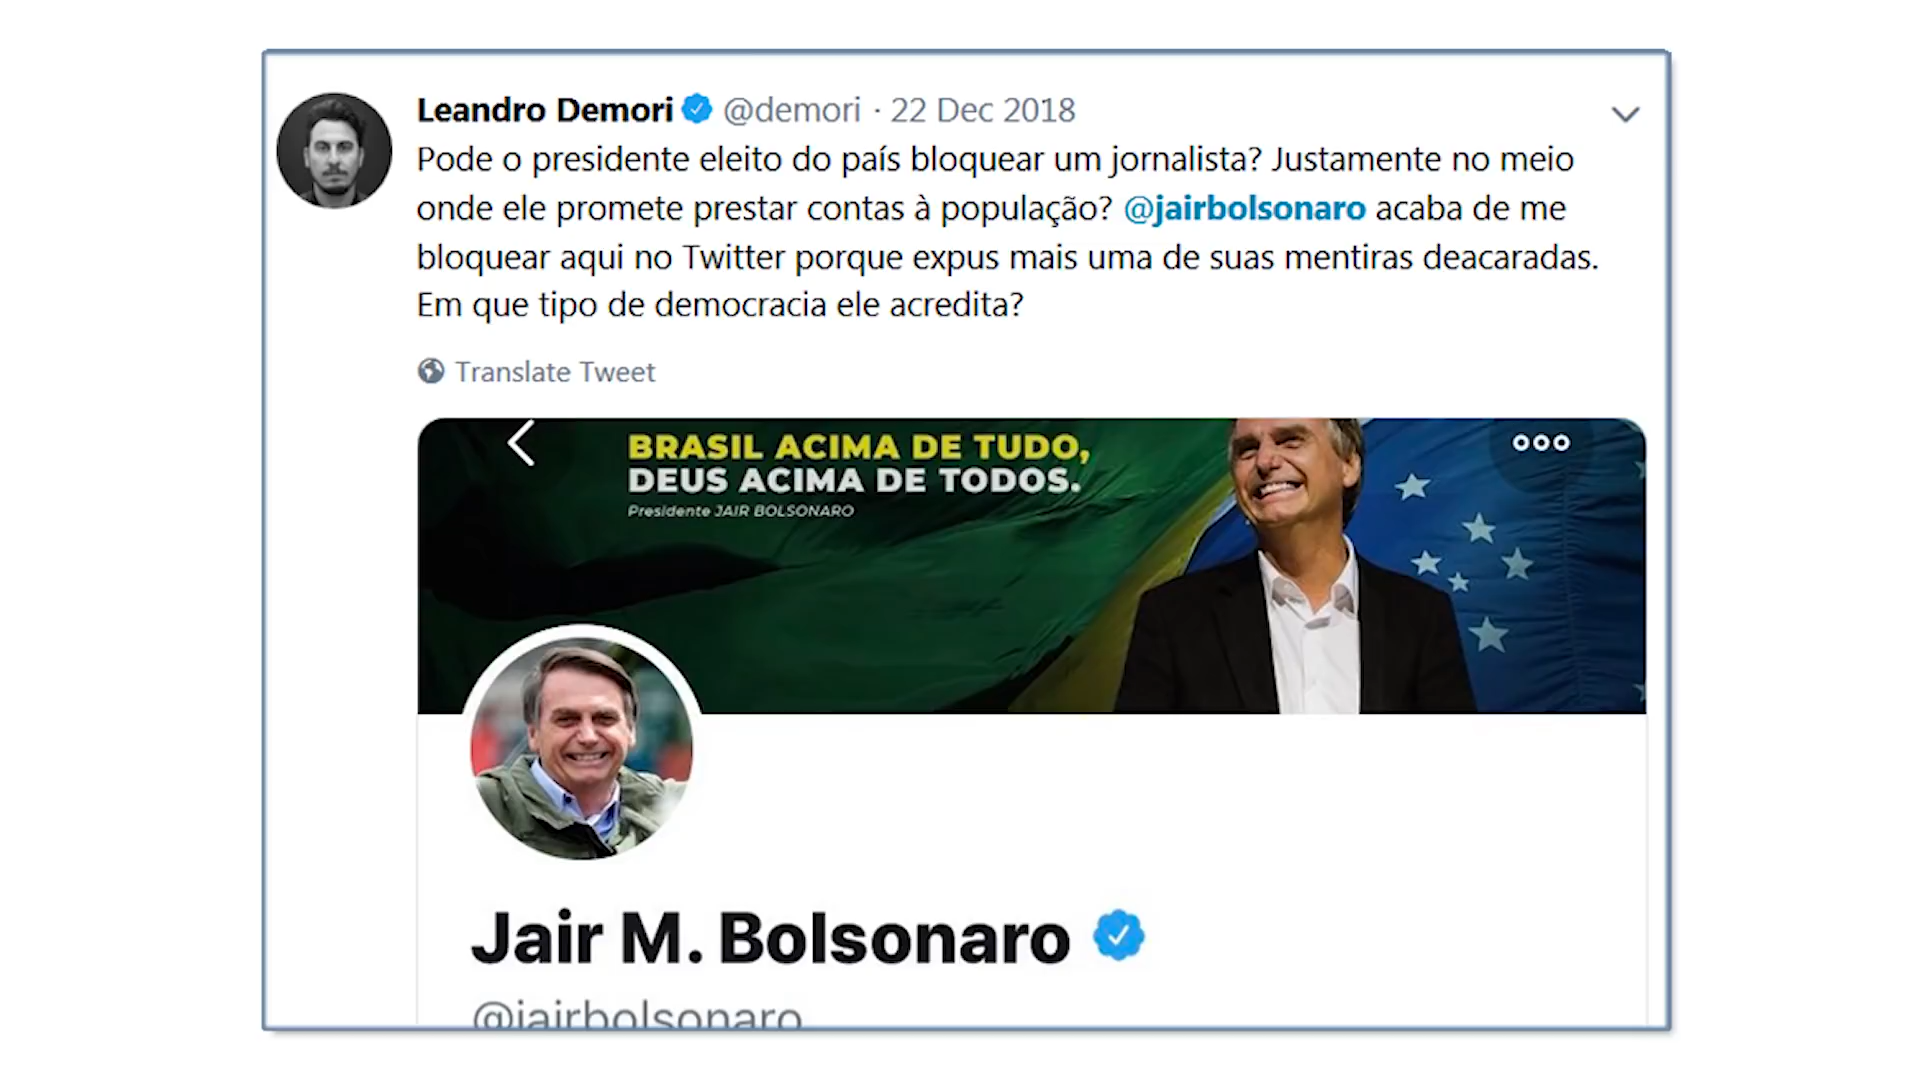 Leandro Demori @demori · 22 Dec 2018
Pode o presidente eleito do país bloquear um jornalista? Justamente no meio
onde ele promete prestar contas à população? @jairbolsonaro acaba de me
bloquear aqui no Twitter porque expus mais uma de suas mentiras deacaradas.
Em que tipo de democracia ele acredita?
Translate Tweet
BRASIL ACIMA DE TUDO,
DEUS ACIMA DE TODOS.
Presidente JAIR BOLSONARO
Jair M. Bolsonaro
@jairbolsonaro